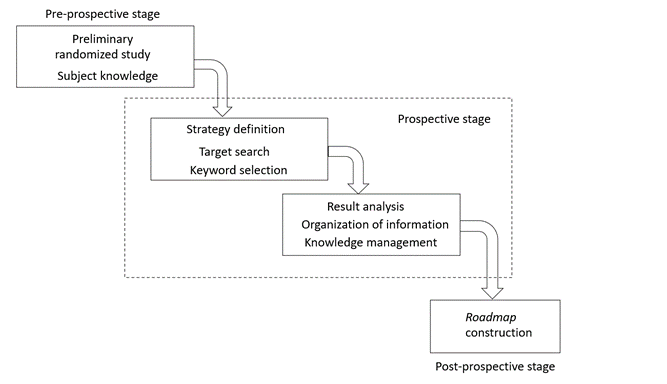 Pre-prospective stage
Preliminary
randomized study
Subject knowledge
Prospective stage
Strategy definition
Target search
Keyword selection
Result analysis
Organization of information
Knowledge management
Roadmap
construction
Post-prospective stage